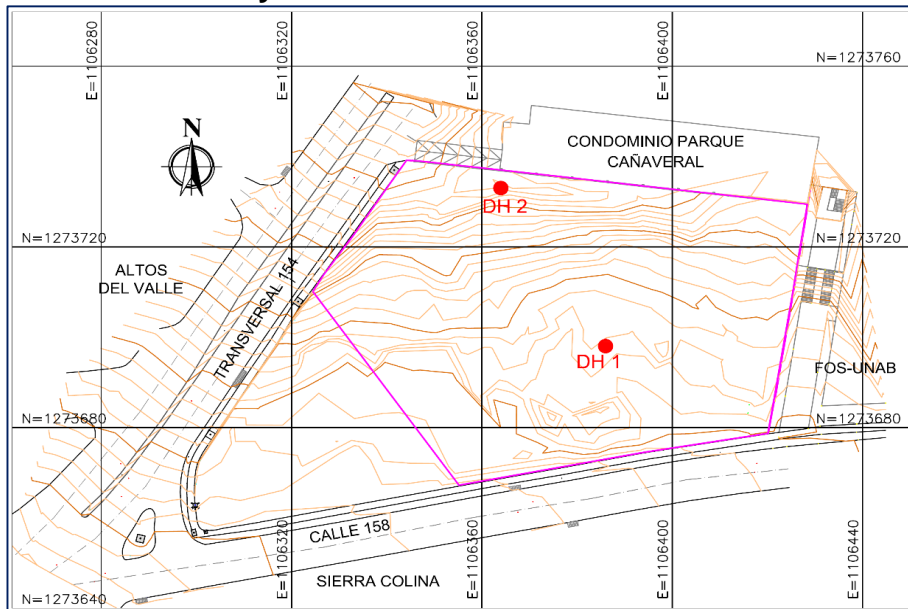 E=1106280
E=1106320
E=1106360
E=1106400
N=1273760
N
CONDOMINIO PARQUE
CAÑAVERAL
DH 2
N=1273720
ALTOS
DEL VALLE
TRANSVERSAL 154
DH 1
FOS-UNAB
N=1273680
N=1273680
CALLE 158
SIERRA COLINA
E=1106320
E=1106360
E=1106400
E=1106440
N=1273640